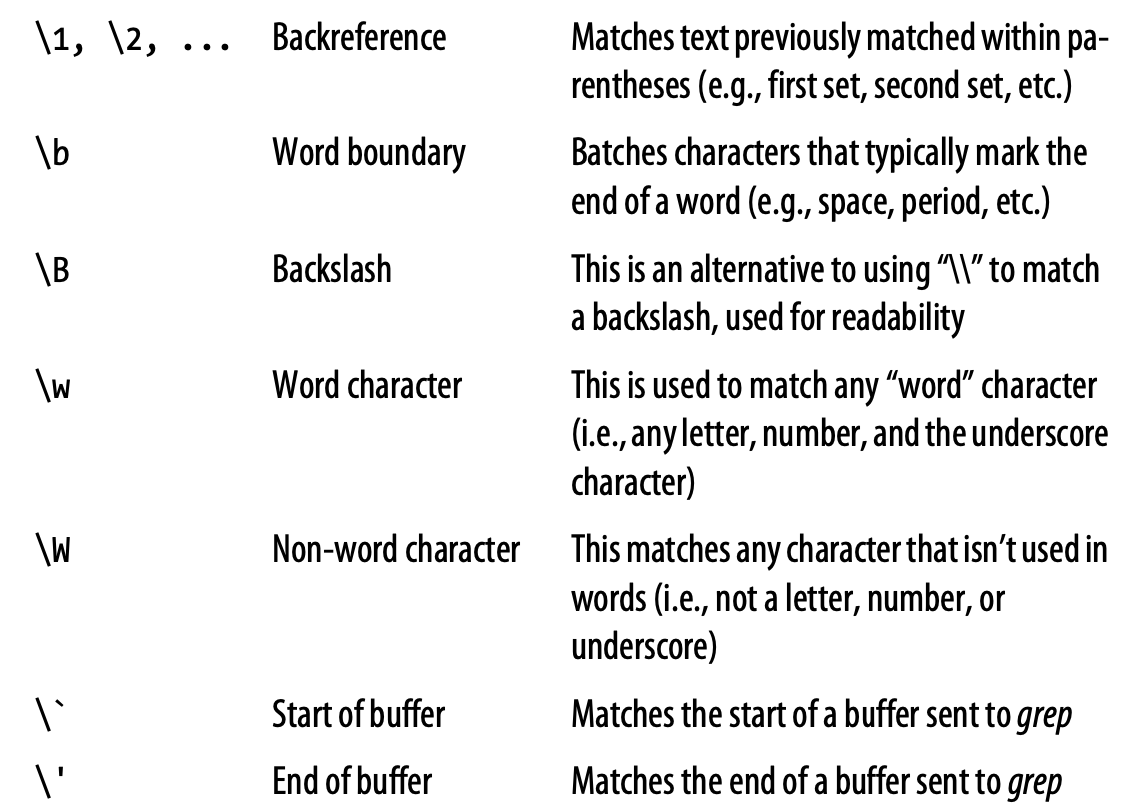 \1, \2, ... Backreference Matches text previously matched within pa-
rentheses (e.g., first set, second set, etc.)
\b Word boundary Batches characters that typically mark the
end of a word (e.g., space, period, etc.)
\B Backslash This is an alternative to using “\\” to match
a backslash, used for readability
\w Word character This is used to match any “word” character
(i.e., any letter, number, and the underscore
character)
\W Non-word character This matches any character that isn’t used in
words (i.e., not a letter, number, or
underscore)
\` Start of buffer Matches the start of a buffer sent to grep
\' End of buffer Matches the end of a buffer sent to grep